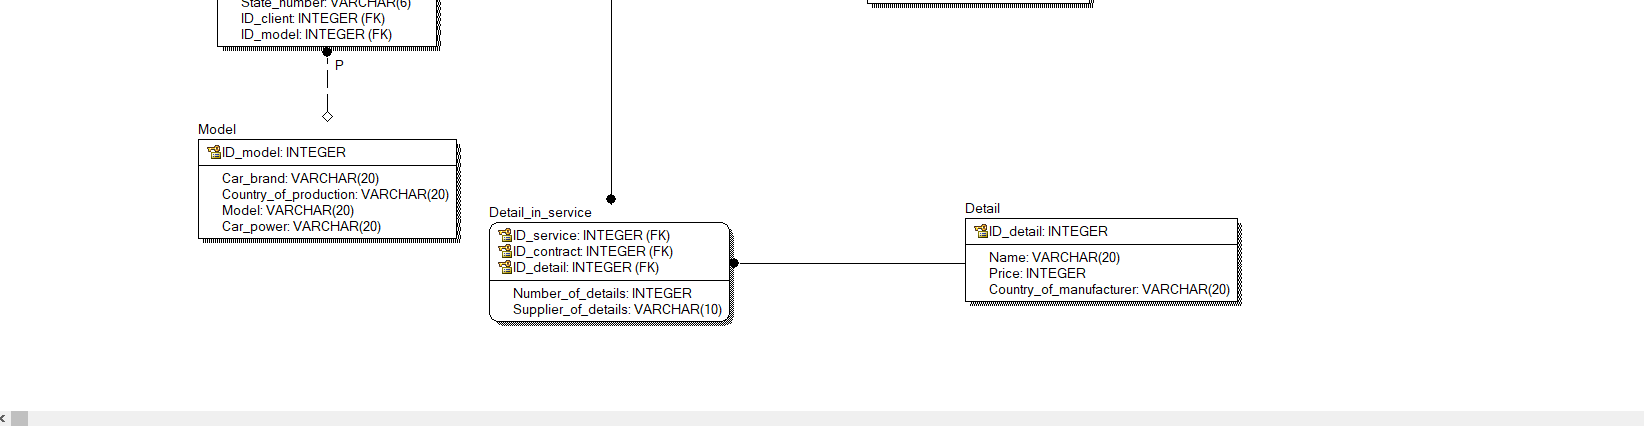 State_number: VARCHAR(6)
ID_client: INTEGER (FK)
ID_model: INTEGER (FK)
P
Model
ID_model: INTEGER
Car_brand: VARCHAR(20)
Country_of_production: VARCHAR(20)
Model: VARCHAR(20)
Car_power: VARCHAR(20)
Detail_in_service
ID_service: INTEGER (FK)
ID_contract: INTEGER (FK)
ID_detail: INTEGER (FK)
Number_of_details: INTEGER
Supplier_of_details: VARCHAR(10)
Detail
ID_detail: INTEGER
Name: VARCHAR(20)
Price: INTEGER
Country_of_manufacturer: VARCHAR(20)